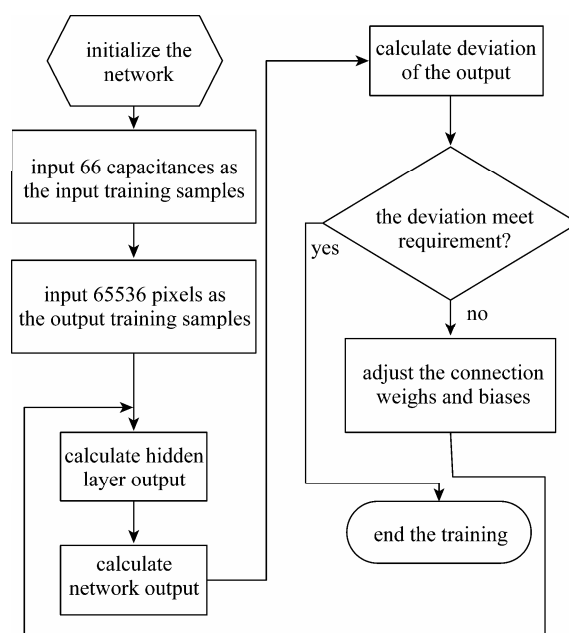 initialize the
network
input 66 capacitances as
the input training samples
input 65536 pixels as
the output training samples
calculate hidden
layer output
calculate
network output
calculate deviation
of the output
the deviation meet
requirement?
yes
no
adjust the connection
weighs and biases
end the training